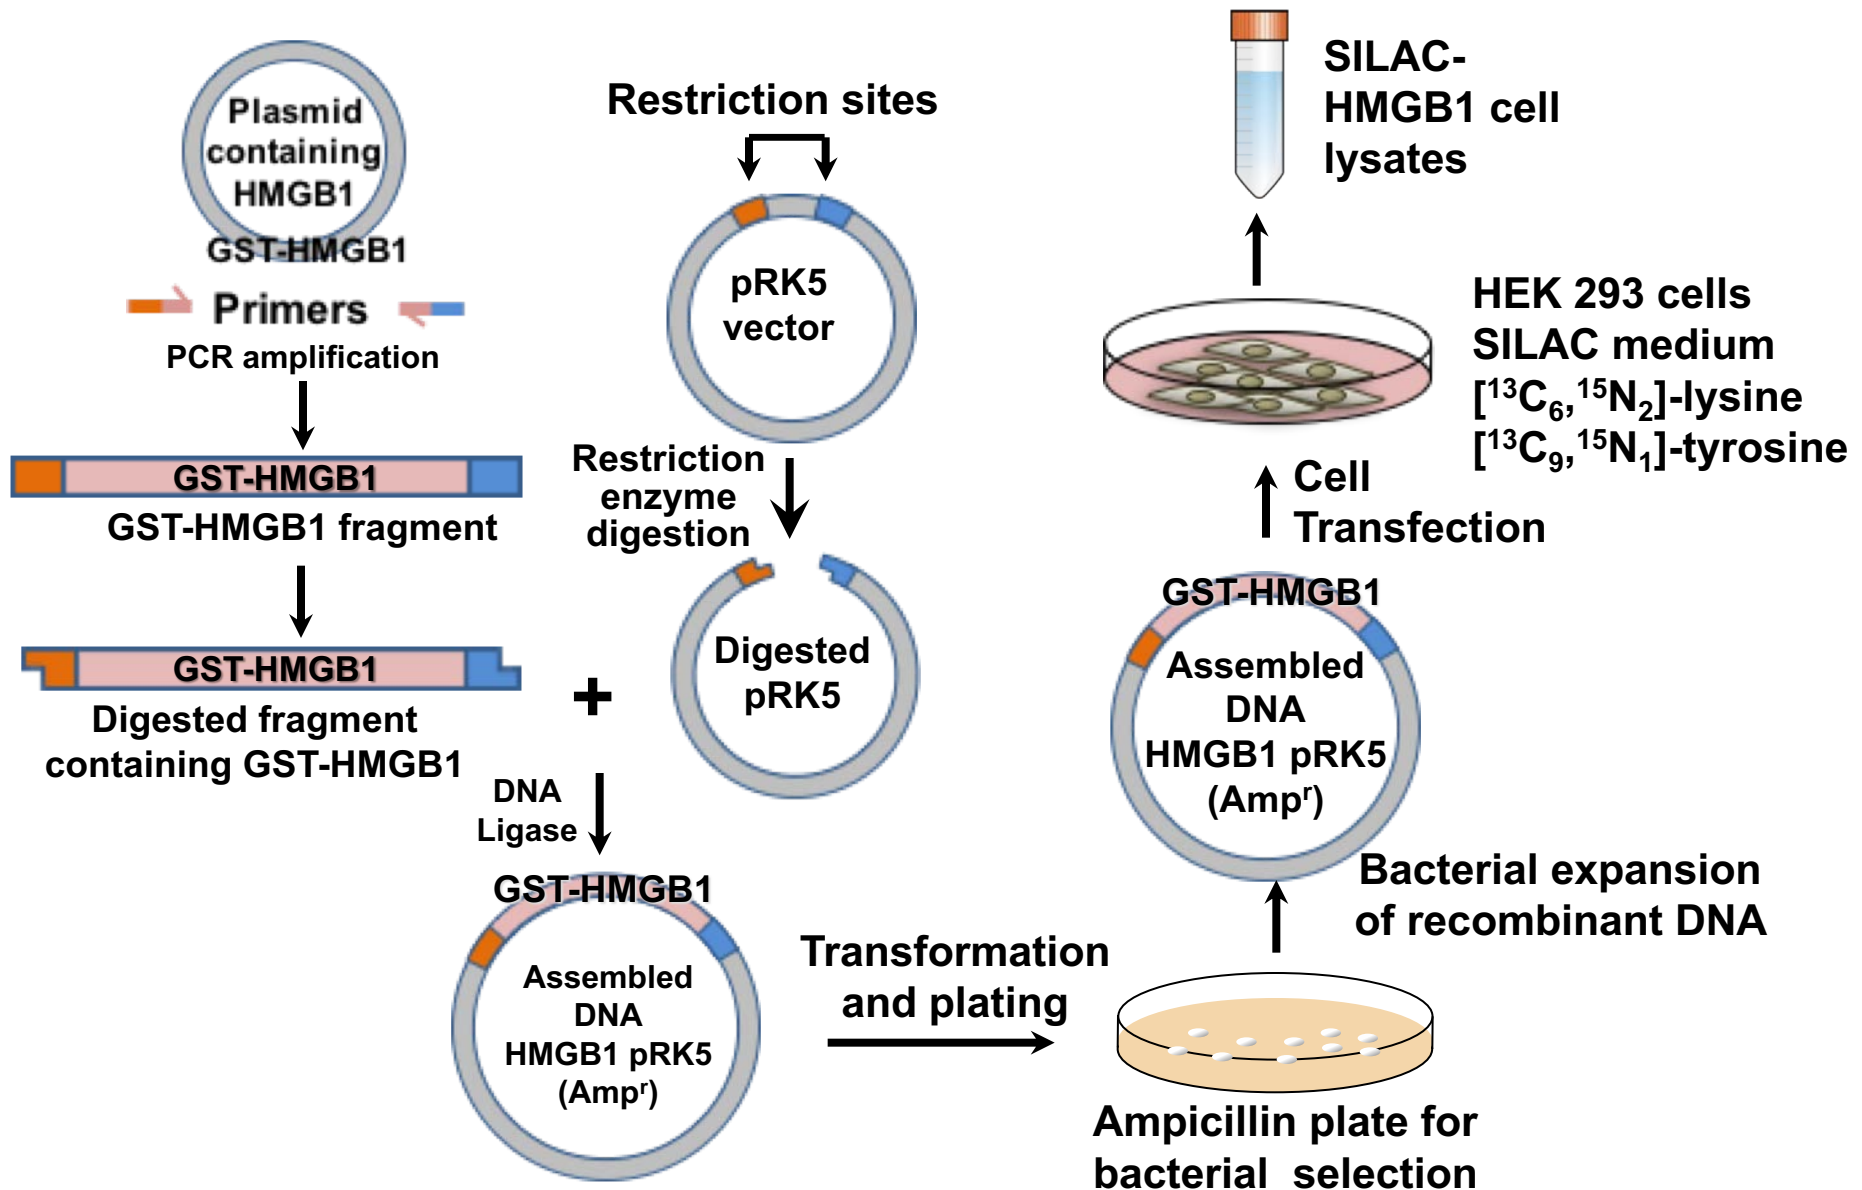 Plasmid
containing
HMGB1
GST-HMGB1
Primers
PCR amplification
GST-HMGB1
GST-HMGB1 fragment
GST-HMGB1
Digested fragment
containing GST-HMGB1
Restriction sites
pRK5
vector
Restriction
enzyme
digestion
Digested
pRK5
+
DNA
Ligase
GST-HMGB1
Assembled
DNA
HMGB1 pRK5
(Ampʳ)
Transformation
and plating
Ampicillin plate for
bacterial selection
Bacterial expansion
of recombinant DNA
GST-HMGB1
Assembled
DNA
HMGB1 pRK5
(Ampʳ)
Cell
Transfection
HEK 293 cells
SILAC medium
[¹³C₆,¹⁵N₂]-lysine
[¹³C₉,¹⁵N₁]-tyrosine
SILAC-
HMGB1 cell
lysates